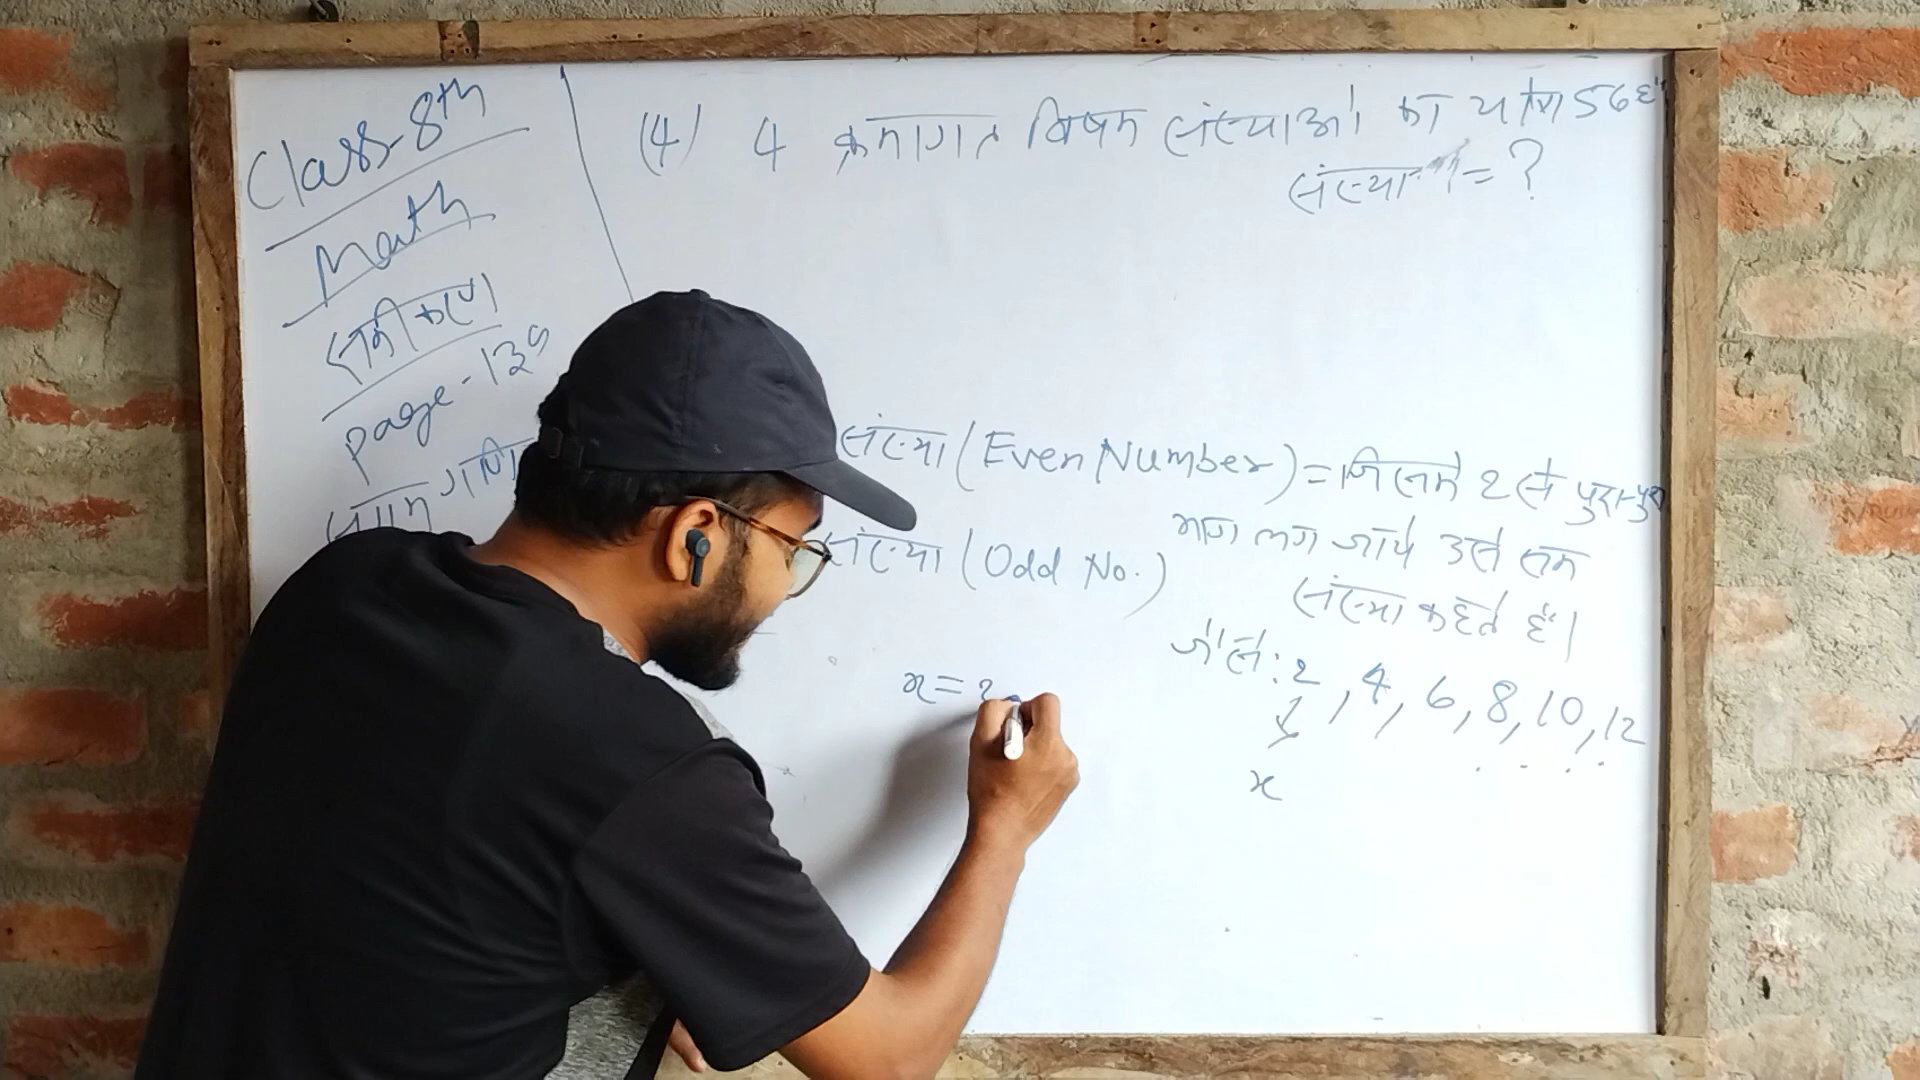 Class-8th
Math
समीकरण
page-139
(4) 4 क्रमागत विषम संख्याओं का योग 56 है
संख्या = ?
संख्या (Even Number) = जिसमें 2 से पुरा-पुरा
भाग लग जाये उसे सम
संख्या कहते हैं।
संख्या (Odd No.)
जैसे: 2, 4, 6, 8, 10, 12
x
x = 2